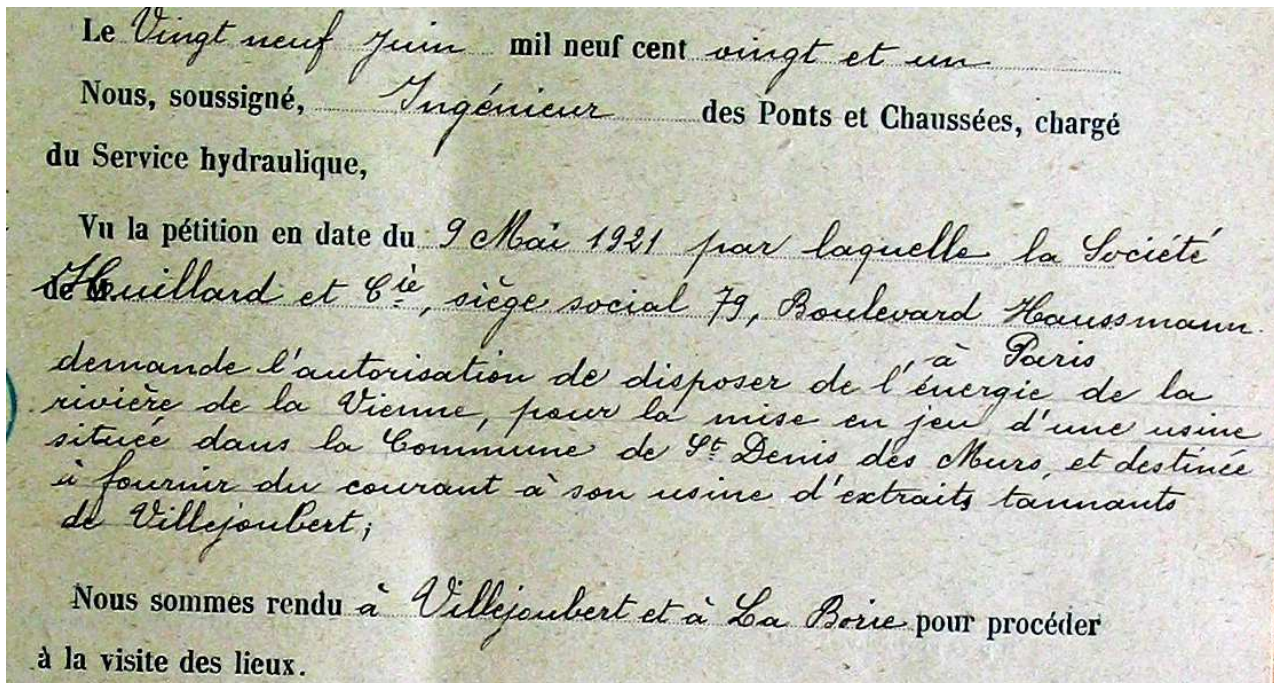 Le Vingt neuf Juin mil neuf cent vingt et un
Nous, soussigné, Ingénieur des Ponts et Chaussées, chargé
du Service hydraulique,
Vu la pétition en date du 9 Mai 1921 par laquelle la Société
Huillard et Cie, siège social 79, Boulevard Haussmann
à Paris
demande l'autorisation de disposer de l'énergie de la
rivière de la Vienne, pour la mise en jeu d'une usine
située dans la Commune de St Denis des Murs et destinée
à fournir du courant à son usine d'extraits tannants
de Villejoubert;
Nous sommes rendu à Villejoubert et à La Borie pour procéder
à la visite des lieux.